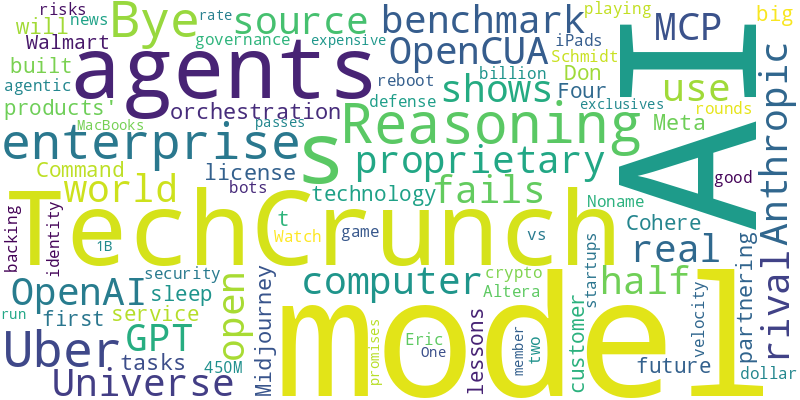 risks
Bye
source
benchmark
playing
big
news
rate
will
governance
expensive
OpenCUA
iPads
MCP
Walmart
agents
reboot
billion
Schmidt
built
shows
Don
use
AI
agentic
defense
Four
products'
orchestration
exclusives
rounds
MacBooks
passes
Reasoning
Meta
Anthropic
enterprise
s
proprietary
Command
license
good
world
bots
technology
fails
Noname
TechCrunch
t
Watch
game
vs
Cohere
backing
identity
1B
real
security
computer
crypto
half
startups
OpenAI
sleep
open
Altera
partnering
rival
run
first
service
Midjourney
model
customer
velocity
GPT
promises
Eric
lessons
Uber
tasks
One
member
two
future
450M
dollar
Universe